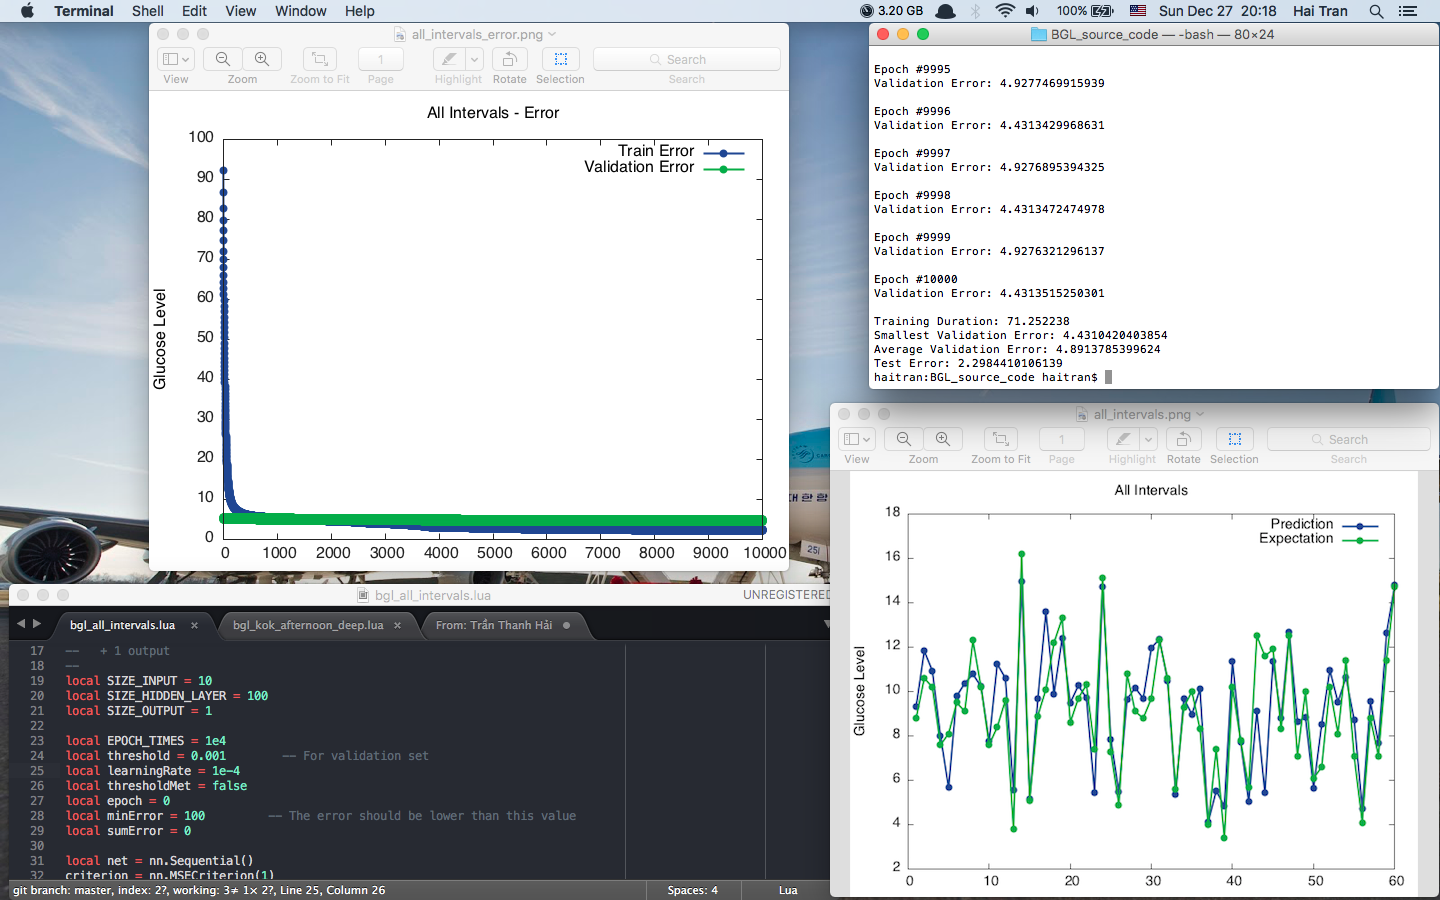 Terminal Shell Edit View Window Help 3.20 GB 100% Sun Dec 27 20:18 Hai Tran
all_intervals_error.png
View Zoom Zoom to Fit 1 Page Highlight Rotate Selection Search Search
All Intervals - Error
Train Error
Validation Error
Glucose Level
100
90
80
70
60
50
40
30
20
10
0
0 1000 2000 3000 4000 5000 6000 7000 8000 9000 10000
BGL_source_code — -bash — 80×24
Epoch #9995
Validation Error: 4.9277469915939
Epoch #9996
Validation Error: 4.4313429968631
Epoch #9997
Validation Error: 4.9276895394325
Epoch #9998
Validation Error: 4.4313472474978
Epoch #9999
Validation Error: 4.9276321296137
Epoch #10000
Validation Error: 4.4313515250301
Training Duration: 71.252238
Smallest Validation Error: 4.4310420403854
Average Validation Error: 4.8913785399624
Test Error: 2.2984410106139
haitran:BGL_source_code haitran$
대한항
251
bgl_all_intervals.lua UNREGISTERED
bgl_all_intervals.lua × bgl_kok_afternoon_deep.lua × From: Trần Thanh Hải
17 -- + 1 output
18 --
19 local SIZE_INPUT = 10
20 local SIZE_HIDDEN_LAYER = 100
21 local SIZE_OUTPUT = 1
22
23 local EPOCH_TIMES = 1e4
24 local threshold = 0.001 -- For validation set
25 local learningRate = 1e-4
26 local thresholdMet = false
27 local epoch = 0
28 local minError = 100 -- The error should be lower than this value
29 local sumError = 0
30
31 local net = nn.Sequential()
32 criterion = nn.MSECriterion(1)
git branch: master, index: 2?, working: 3≠ 1× 2?, Line 25, Column 26 Spaces: 4 Lua
all_intervals.png
View Zoom Zoom to Fit 1 Page Highlight Rotate Selection Search Search
All Intervals
Prediction
Expectation
Glucose Level
18
16
14
12
10
8
6
4
2
0 10 20 30 40 50 60